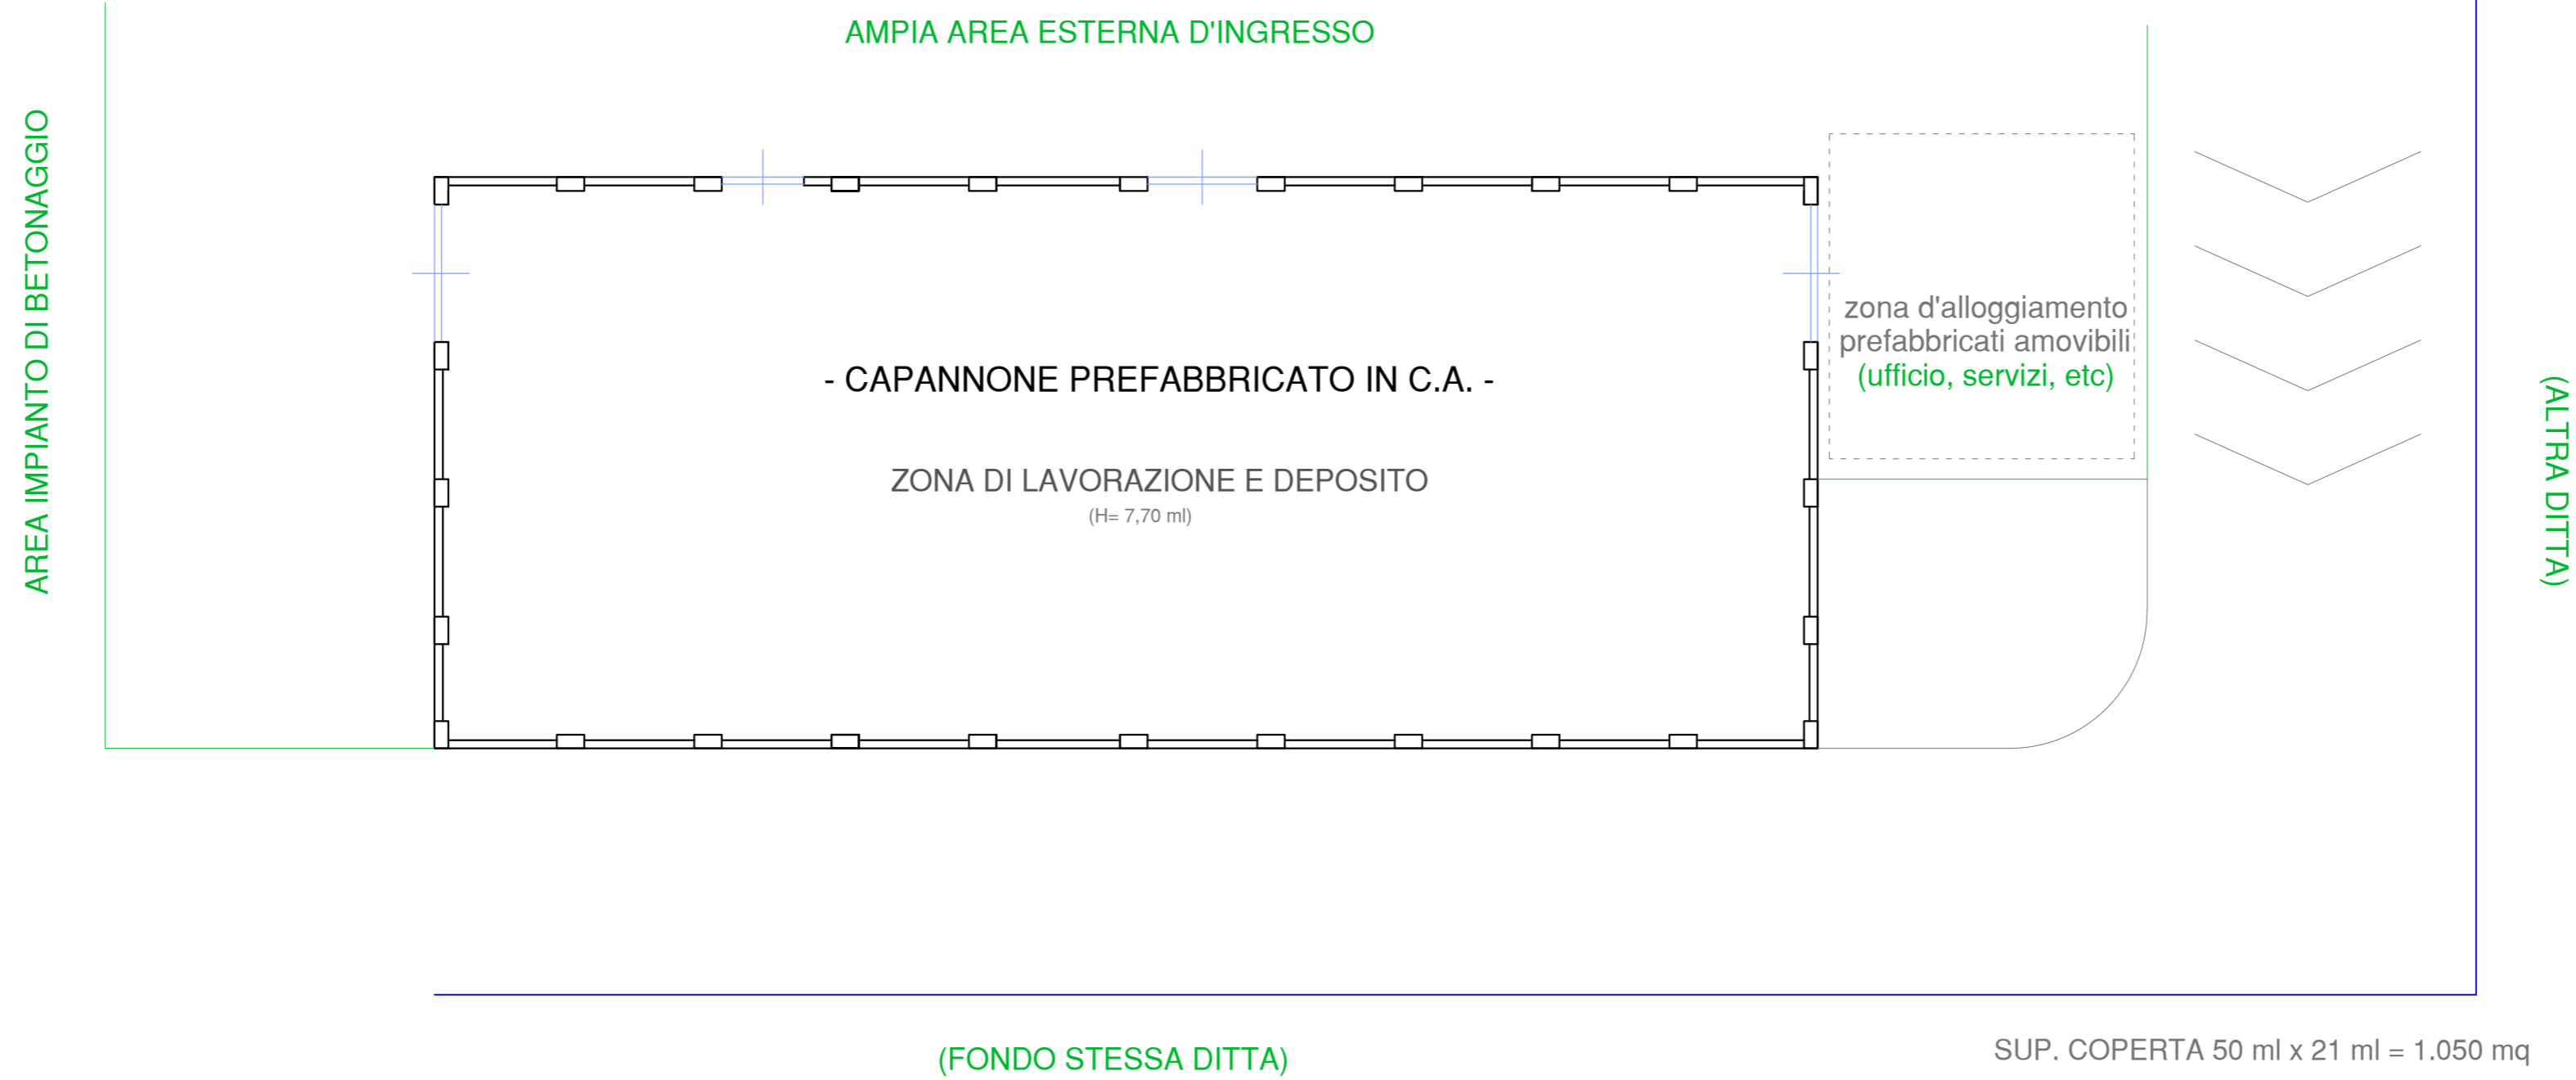 AMPIA AREA ESTERNA D'INGRESSO
AREA IMPIANTO DI BETONAGGIO
- CAPANNONE PREFABBRICATO IN C.A. -
ZONA DI LAVORAZIONE E DEPOSITO
(H= 7,70 ml)
zona d'alloggiamento
prefabbricati amovibili
(ufficio, servizi, etc)
(ALTRA DITTA)
(FONDO STESSA DITTA)
SUP. COPERTA 50 ml x 21 ml = 1.050 mq